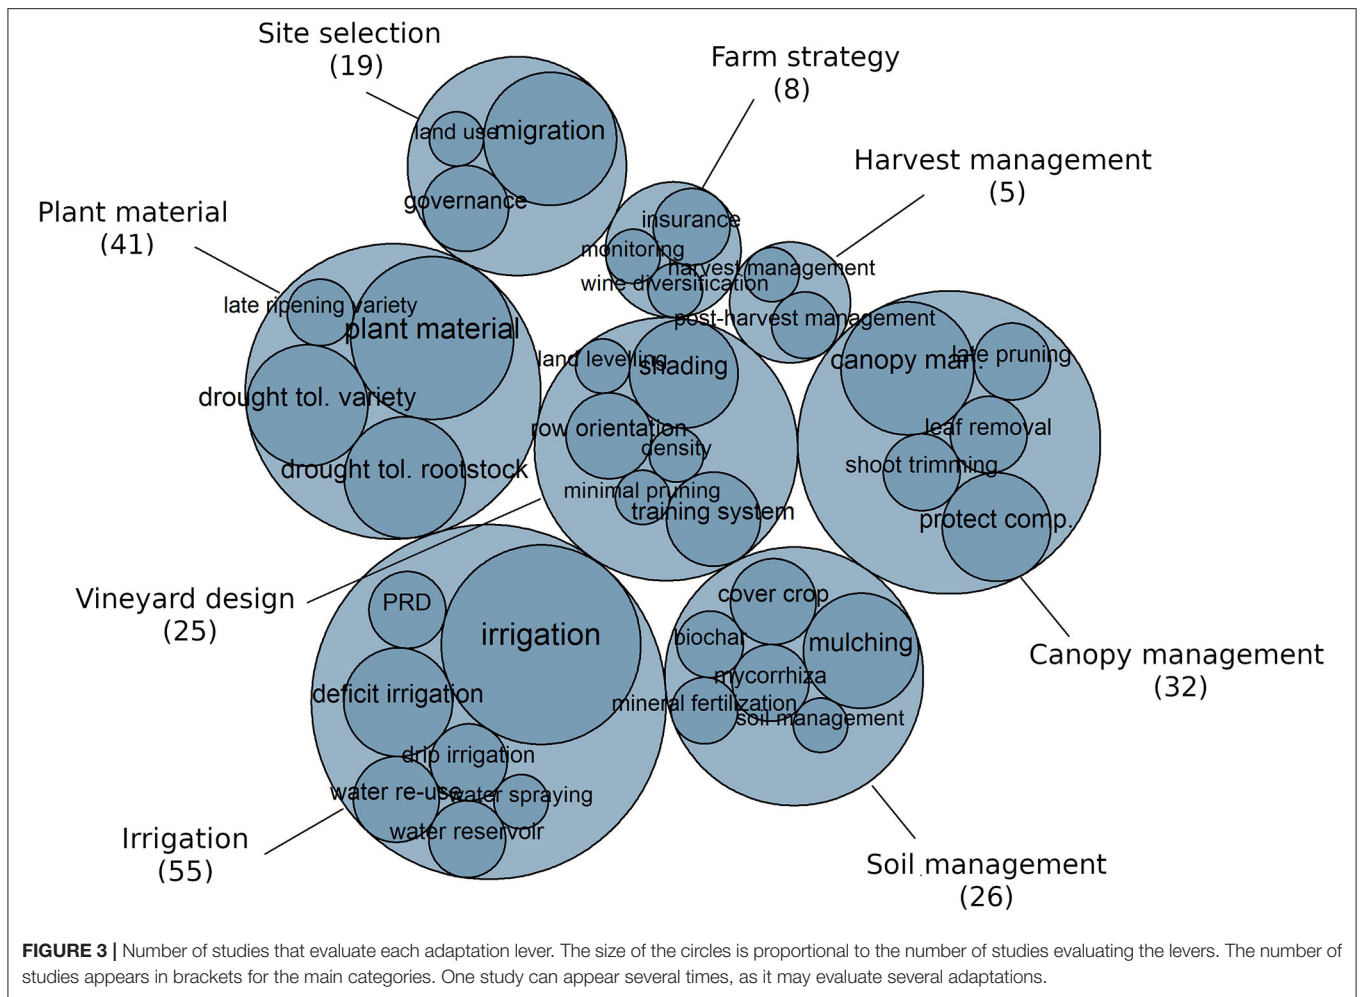 Site selection
(19)
Farm strategy
(8)
Harvest management
(5)
Plant material
(41)
land use
migration
governance
insurance
monitoring
wine diversification
harvest management
post-harvest management
late ripening variety
plant material
drought tol. variety
drought tol. rootstock
land levelling
shading
row orientation
density
minimal pruning
training system
canopy man.
late pruning
leaf removal
shoot trimming
protect comp.
Vineyard design
(25)
PRD
irrigation
deficit irrigation
drip irrigation
water re-use
water spraying
water reservoir
cover crop
biochar
mulching
mycorrhiza
mineral fertilization
soil management
Canopy management
(32)
Irrigation
(55)
Soil management
(26)
FIGURE 3 | Number of studies that evaluate each adaptation lever. The size of the circles is proportional to the number of studies evaluating the levers. The number of
studies appears in brackets for the main categories. One study can appear several times, as it may evaluate several adaptations.